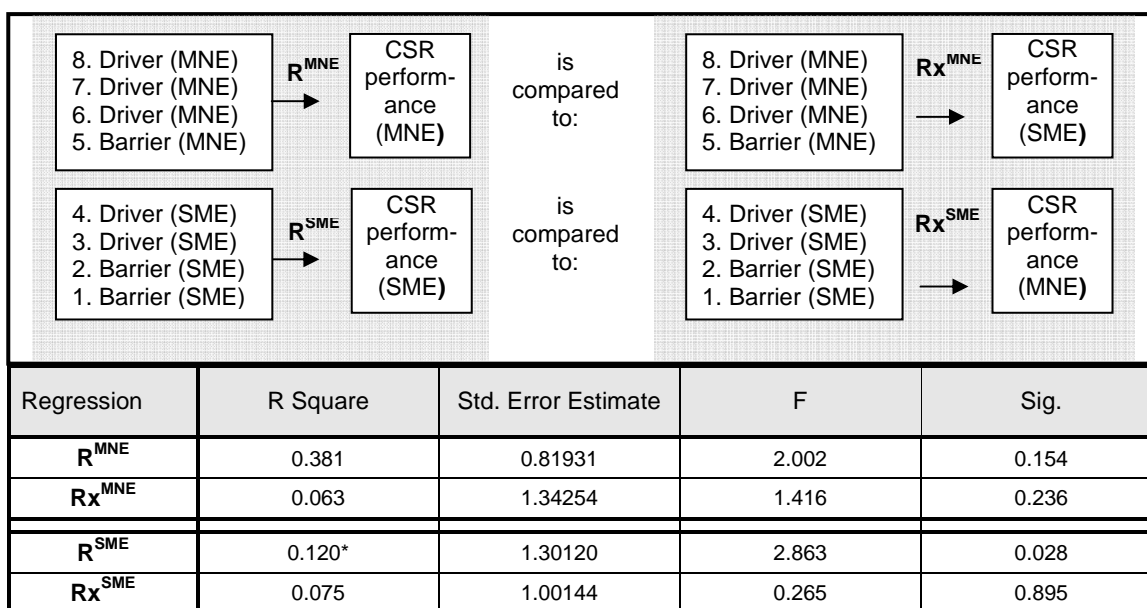 8. Driver (MNE)
7. Driver (MNE)
6. Driver (MNE)
5. Barrier (MNE)
R^MNE
CSR
perform-
ance
(MNE)
is
compared
to:
8. Driver (MNE)
7. Driver (MNE)
6. Driver (MNE)
5. Barrier (MNE)
Rx^MNE
CSR
perform-
ance
(SME)
4. Driver (SME)
3. Driver (SME)
2. Barrier (SME)
1. Barrier (SME)
R^SME
CSR
perform-
ance
(SME)
is
compared
to:
4. Driver (SME)
3. Driver (SME)
2. Barrier (SME)
1. Barrier (SME)
Rx^SME
CSR
perform-
ance
(MNE)
Regression R Square Std. Error Estimate F Sig.
R^MNE 0.381 0.81931 2.002 0.154
Rx^MNE 0.063 1.34254 1.416 0.236
R^SME 0.120* 1.30120 2.863 0.028
Rx^SME 0.075 1.00144 0.265 0.895